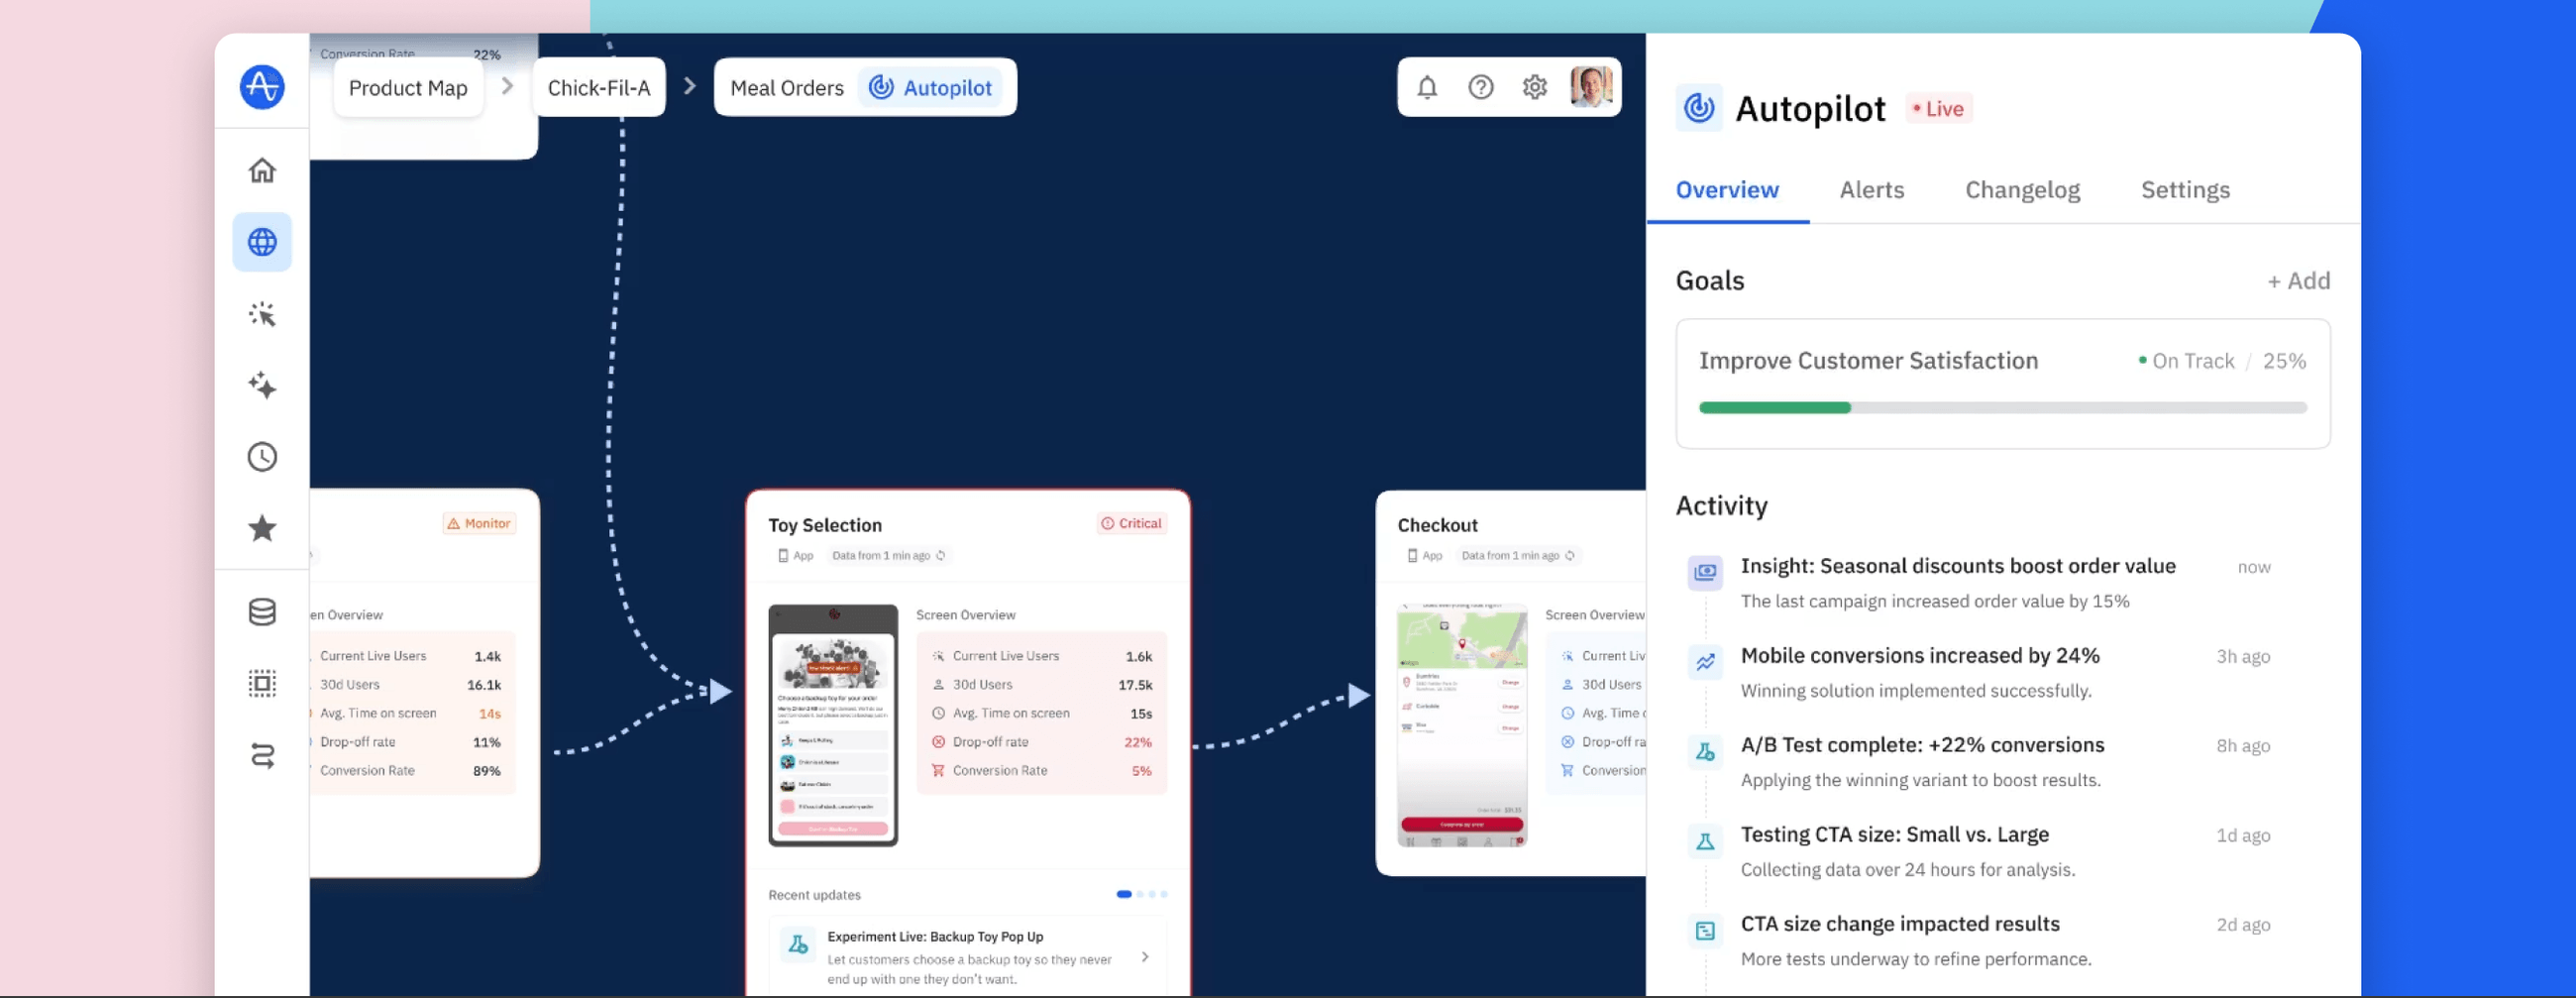 Conversion Rate 22%
Product Map
Chick-Fil-A
Meal Orders
Autopilot
Monitor
en Overview
Current Live Users 1.4k
30d Users 16.1k
Avg. Time on screen 14s
Drop-off rate 11%
Conversion Rate 89%
Toy Selection
Critical
App
Data from 1 min ago
Screen Overview
Current Live Users 1.6k
30d Users 17.5k
Avg. Time on screen 15s
Drop-off rate 22%
Conversion Rate 5%
Choose a backup toy for your order
Recent updates
Experiment Live: Backup Toy Pop Up
Let customers choose a backup toy so they never
end up with one they don't want.
Checkout
App
Data from 1 min ago
Change
Curbside
Change
Change
Screen Overview
Current Liv
30d Users
Avg. Time
Drop-off ra
Conversion
Autopilot
Live
Overview
Alerts
Changelog
Settings
Goals
+ Add
Improve Customer Satisfaction
On Track / 25%
Activity
Insight: Seasonal discounts boost order value
now
The last campaign increased order value by 15%
Mobile conversions increased by 24%
3h ago
Winning solution implemented successfully.
A/B Test complete: +22% conversions
8h ago
Applying the winning variant to boost results.
Testing CTA size: Small vs. Large
1d ago
Collecting data over 24 hours for analysis.
CTA size change impacted results
2d ago
More tests underway to refine performance.